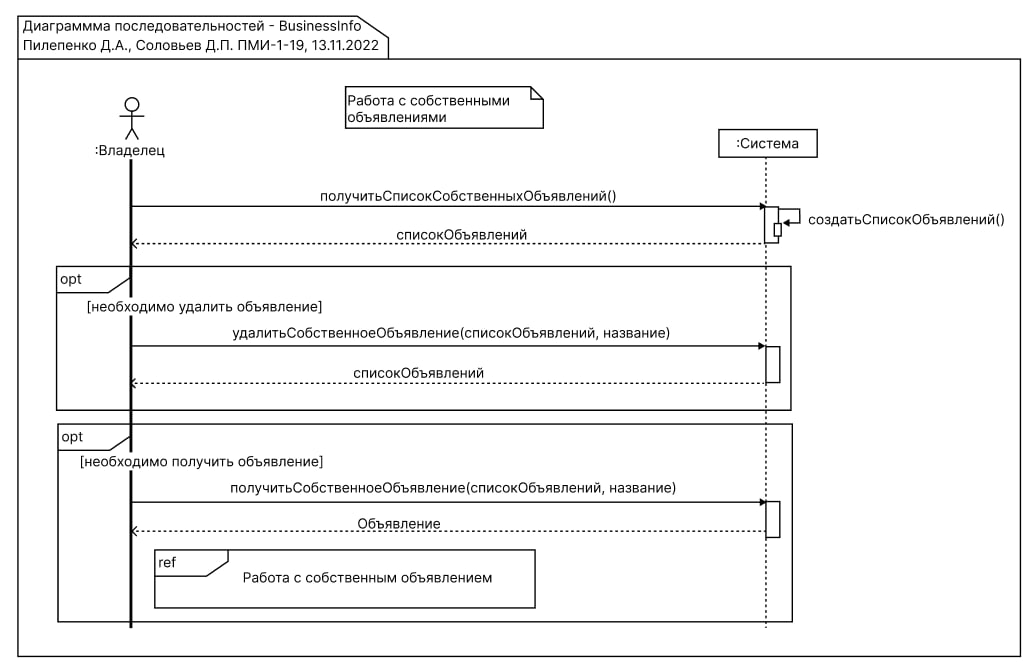 Диаграммма последовательностей - BusinessInfo
Пилепенко Д.А., Соловьев Д.П. ПМИ-1-19, 13.11.2022
Работа с собственными
объявлениями
:Владелец
:Система
получитьСписокСобственныхОбъявлений()
создатьСписокОбъявлений()
списокОбъявлений
opt
[необходимо удалить объявление]
удалитьСобственноеОбъявление(списокОбъявлений, название)
списокОбъявлений
opt
[необходимо получить объявление]
получитьСобственноеОбъявление(списокОбъявлений, название)
Объявление
ref
Работа с собственным объявлением